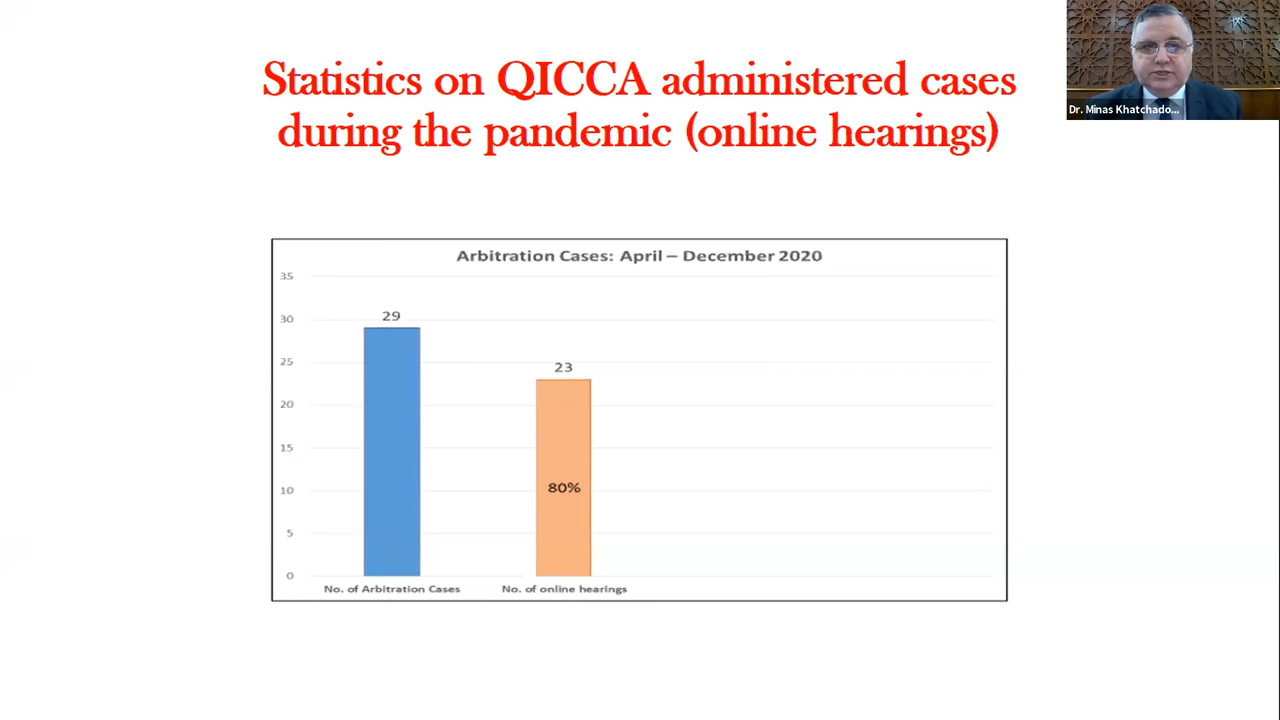 Statistics on QICCA administered cases
during the pandemic (online hearings)
Dr. Minas Khatchado...
Arbitration Cases: April – December 2020
35
30
25
20
15
10
5
0
29
23
80%
No. of Arbitration Cases
No. of online hearings